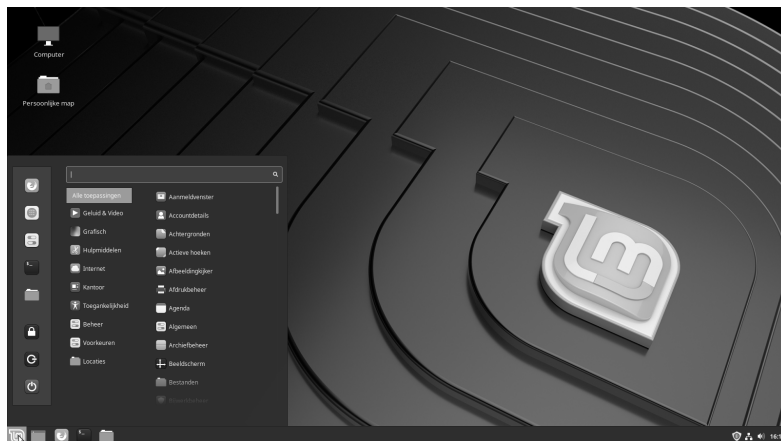 Computer
Persoonlijke map
Alle toepassingen
Geluid & Video
Grafisch
Hulpmiddelen
Internet
Kantoor
Toegankelijkheid
Beheer
Voorkeuren
Locaties
Aanmeldvenster
Accountdetails
Achtergronden
Actieve hoeken
Afbeeldingkijker
Afdrukbeheer
Agenda
Algemeen
Archiefbeheer
Beeldscherm
Bestanden